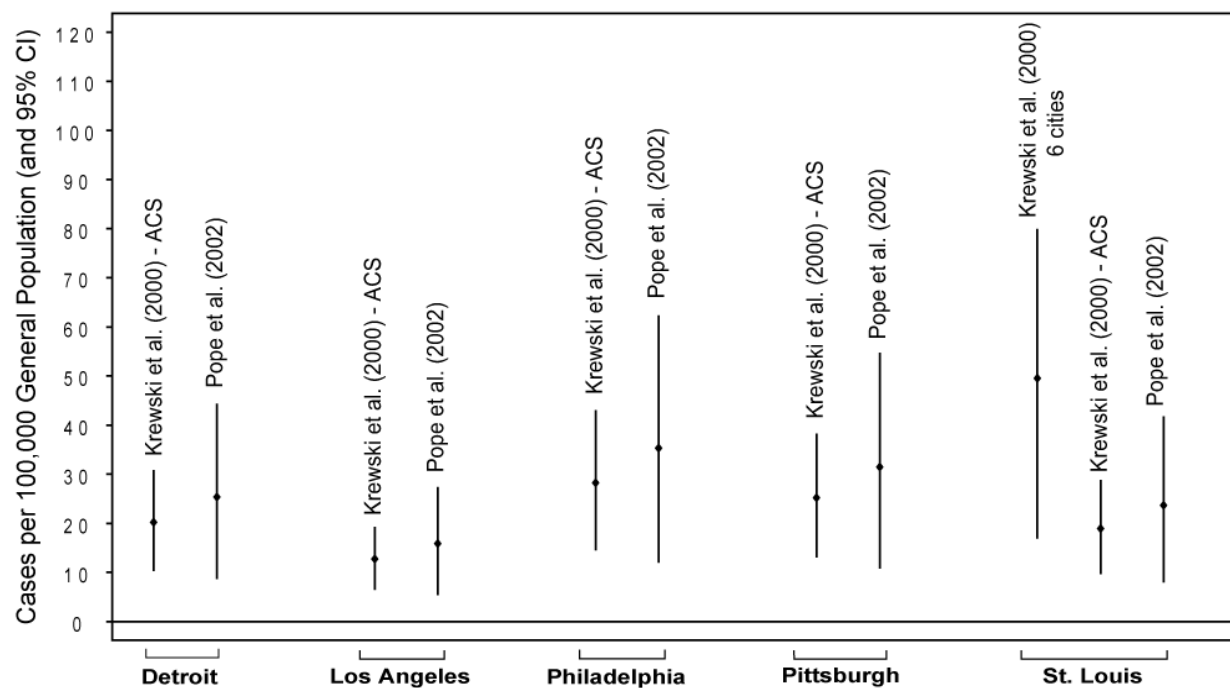 Cases per 100,000 General Population (and 95% CI)
120
110
100
90
80
70
60
50
40
30
20
10
0
Krewski et al. (2000) - ACS
Pope et al. (2002)
Krewski et al. (2000) - ACS
Pope et al. (2002)
Krewski et al. (2000) - ACS
Pope et al. (2002)
Krewski et al. (2000) - ACS
Pope et al. (2002)
Krewski et al. (2000)
6 cities
Krewski et al. (2000) - ACS
Pope et al. (2002)
Detroit
Los Angeles
Philadelphia
Pittsburgh
St. Louis